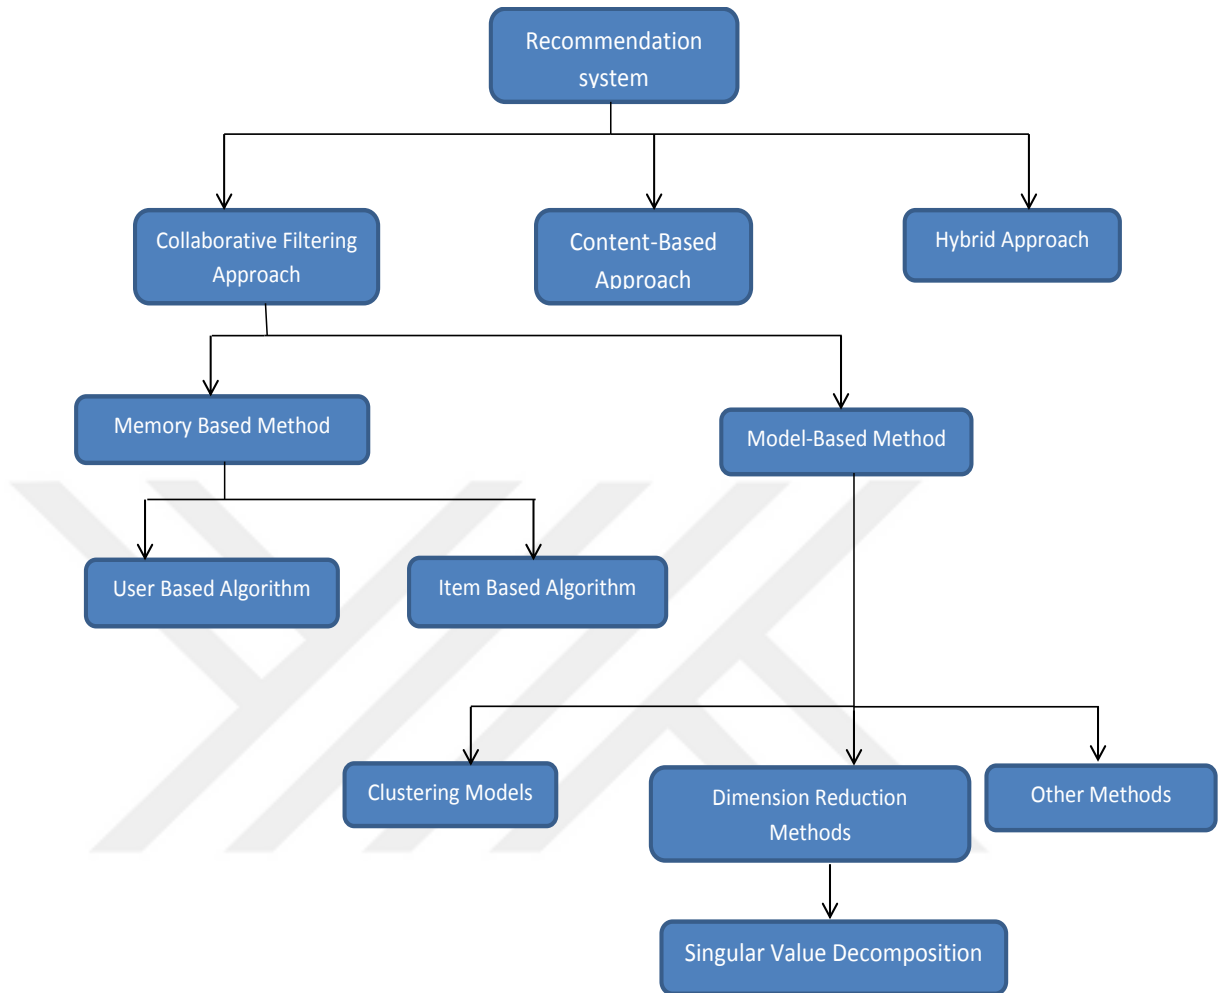 Recommendation
system
Collaborative Filtering
Approach
Content-Based
Approach
Hybrid Approach
Memory Based Method
Model-Based Method
User Based Algorithm
Item Based Algorithm
Clustering Models
Dimension Reduction
Methods
Other Methods
Singular Value Decomposition